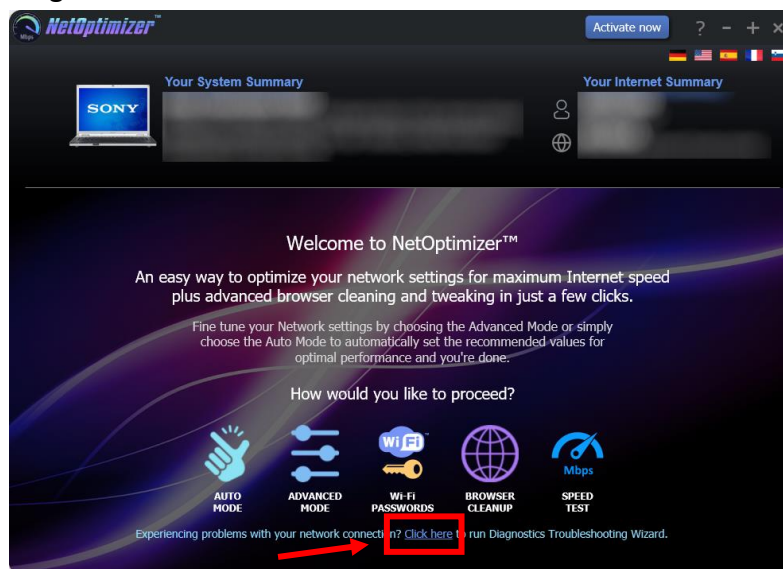 NetOptimizer™
Mbps
Activate now
? - + ×
Your System Summary
Your Internet Summary
SONY
Welcome to NetOptimizer™
An easy way to optimize your network settings for maximum Internet speed
plus advanced browser cleaning and tweaking in just a few clicks.
Fine tune your Network settings by choosing the Advanced Mode or simply
choose the Auto Mode to automatically set the recommended values for
optimal performance and you're done.
How would you like to proceed?
WiFi
Mbps
AUTO MODE
ADVANCED MODE
Wi-Fi PASSWORDS
BROWSER CLEANUP
SPEED TEST
Experiencing problems with your network connection? Click here to run Diagnostics Troubleshooting Wizard.